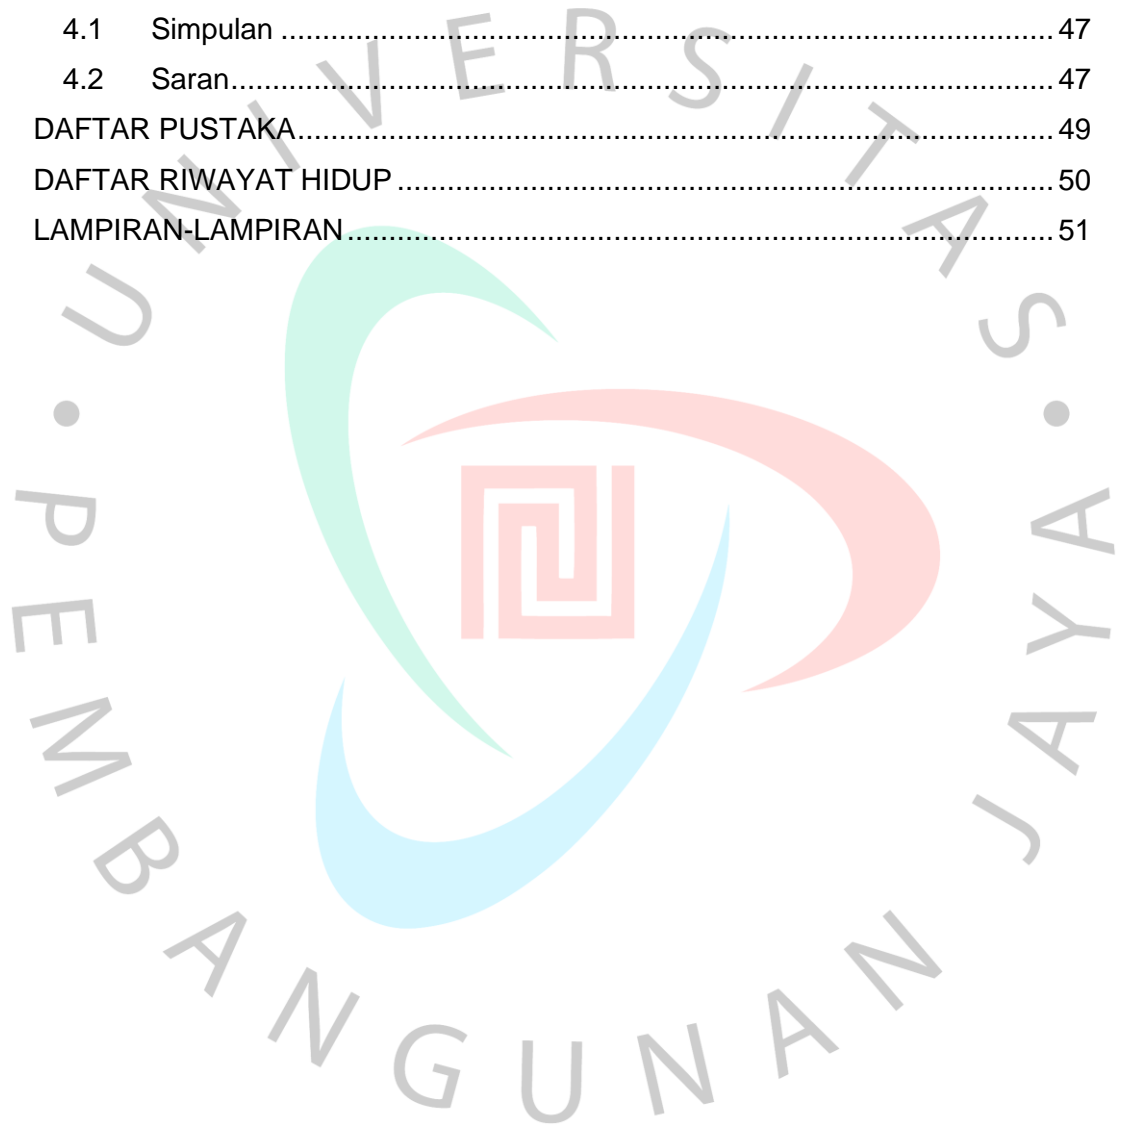 4.1 Simpulan ............................................................................................. 47
4.2 Saran................................................................................................... 47
DAFTAR PUSTAKA........................................................................................... 49
DAFTAR RIWAYAT HIDUP ............................................................................... 50
LAMPIRAN-LAMPIRAN..................................................................................... 51
UNIVERSITAS • PEMBANGUNAN JAYA •